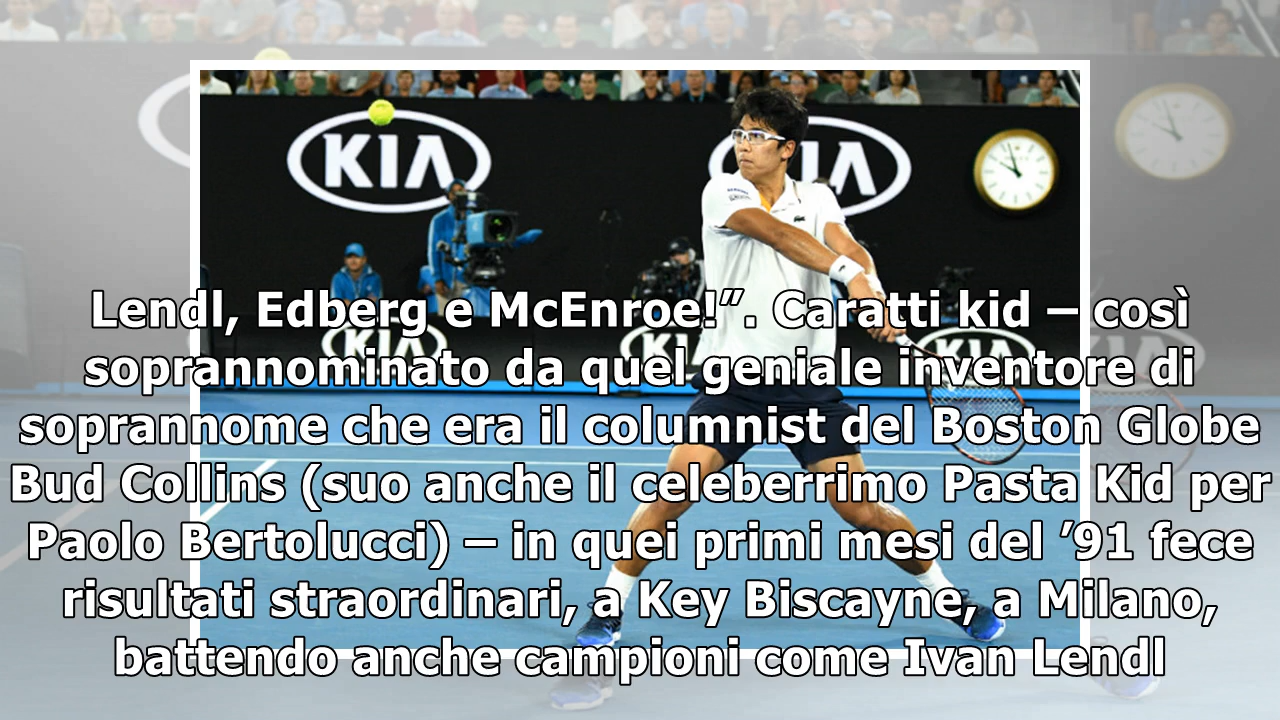 KIA
KIA
Lendl, Edberg e McEnroe!”. Caratti kid – così
soprannominato da quel geniale inventore di
soprannome che era il columnist del Boston Globe
Bud Collins (suo anche il celeberrimo Pasta Kid per
Paolo Bertolucci) – in quei primi mesi del ’91 fece
risultati straordinari, a Key Biscayne, a Milano,
battendo anche campioni come Ivan Lendl